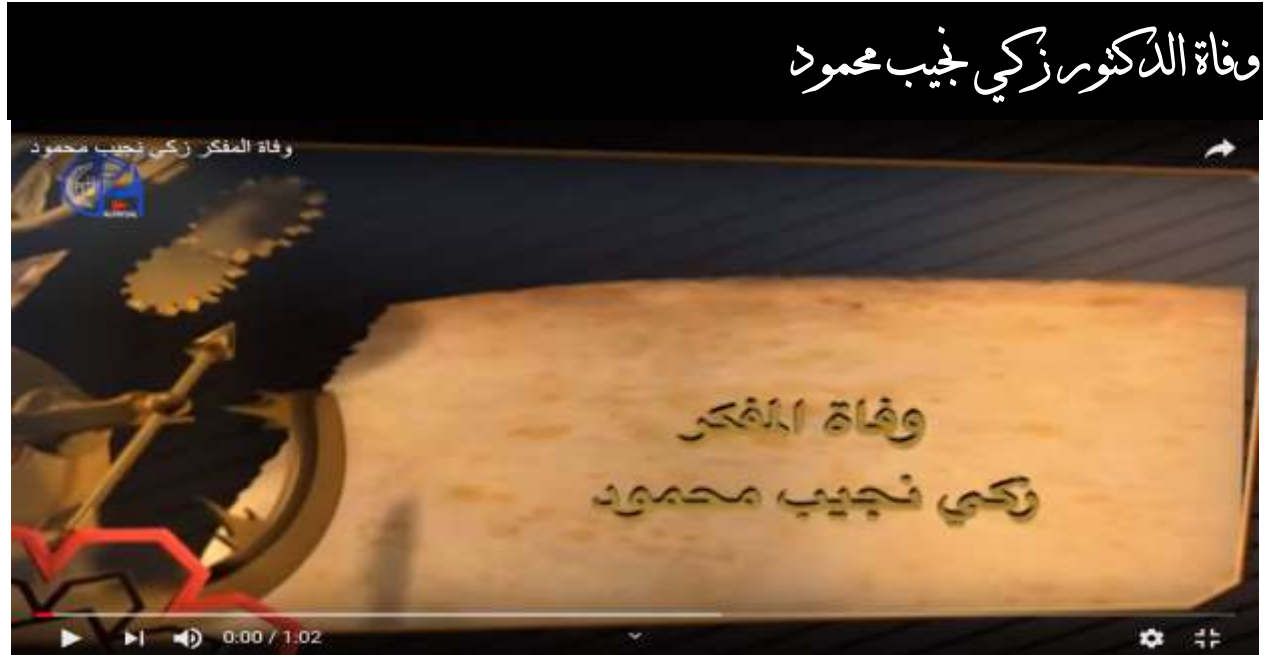 وفاة الدكتور زكي نجيب محمود
وفاة المفكر زكي نجيب محمود
وفاة المفكر
زكي نجيب محمود
0:00 / 1:02